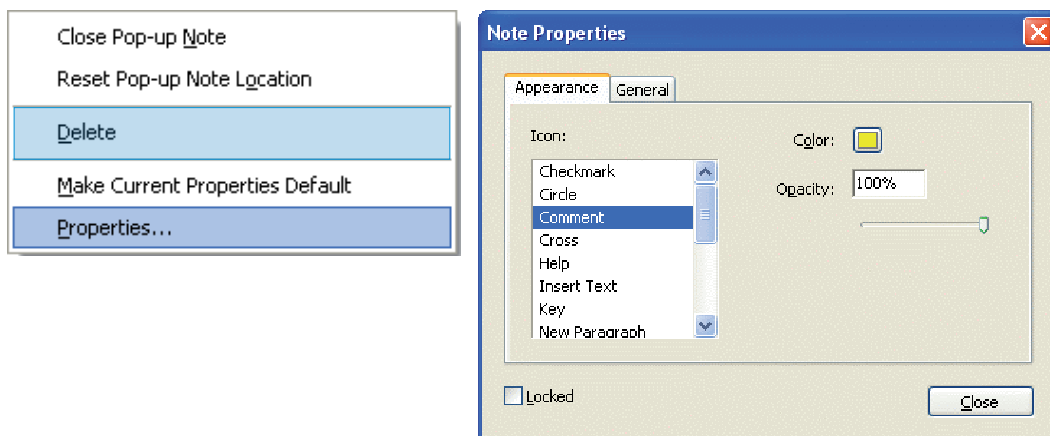 Close Pop-up Note
Reset Pop-up Note Location
Delete
Make Current Properties Default
Properties...
Note Properties
Appearance
General
Icon:
Checkmark
Circle
Comment
Cross
Help
Insert Text
Key
New Paragraph
Color:
Opacity: 100%
Locked
Close